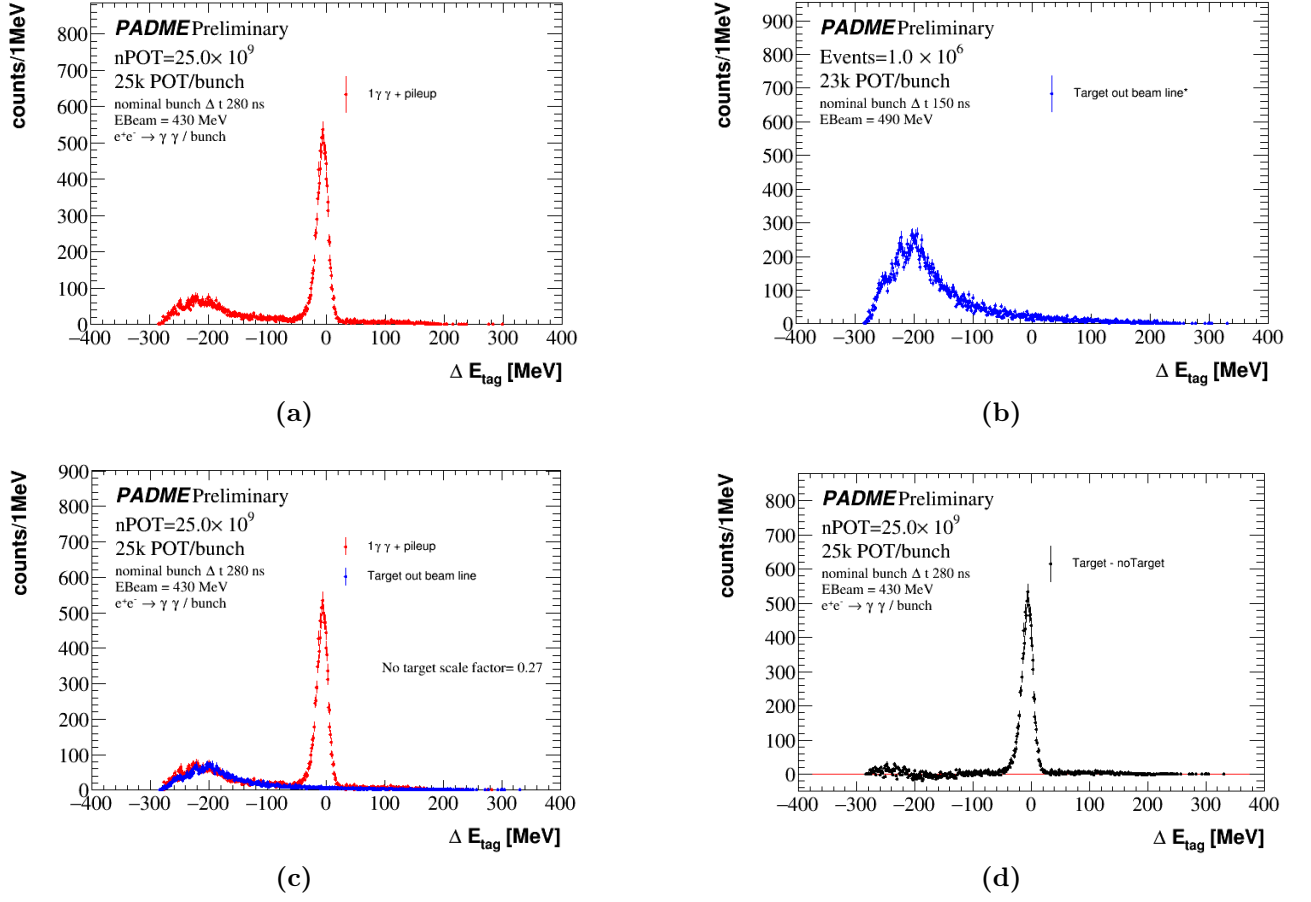 counts/1MeV
800
700
600
500
400
300
200
100
0
PADME Preliminary
nPOT=25.0× 10⁹
25k POT/bunch
nominal bunch Δ t 280 ns
EBeam = 430 MeV
e⁺e⁻ → γ γ / bunch
1γ γ + pileup
−400 −300 −200 −100 0 100 200 300 400
Δ E_tag [MeV]
(a)
counts/1MeV
900
800
700
600
500
400
300
200
100
0
PADME Preliminary
Events=1.0 × 10⁶
23k POT/bunch
nominal bunch Δ t 150 ns
EBeam = 490 MeV
Target out beam line*
−400 −300 −200 −100 0 100 200 300 400
Δ E_tag [MeV]
(b)
counts/1MeV
900
800
700
600
500
400
300
200
100
0
PADME Preliminary
nPOT=25.0× 10⁹
25k POT/bunch
nominal bunch Δ t 280 ns
EBeam = 430 MeV
e⁺e⁻ → γ γ / bunch
1γ γ + pileup
Target out beam line
No target scale factor= 0.27
−400 −300 −200 −100 0 100 200 300 400
Δ E_tag [MeV]
(c)
counts/1MeV
800
700
600
500
400
300
200
100
0
PADME Preliminary
nPOT=25.0× 10⁹
25k POT/bunch
nominal bunch Δ t 280 ns
EBeam = 430 MeV
e⁺e⁻ → γ γ / bunch
Target - noTarget
−400 −300 −200 −100 0 100 200 300 400
Δ E_tag [MeV]
(d)